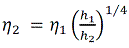 η₂ = η₁ (h₁/h₂)^{1/4}